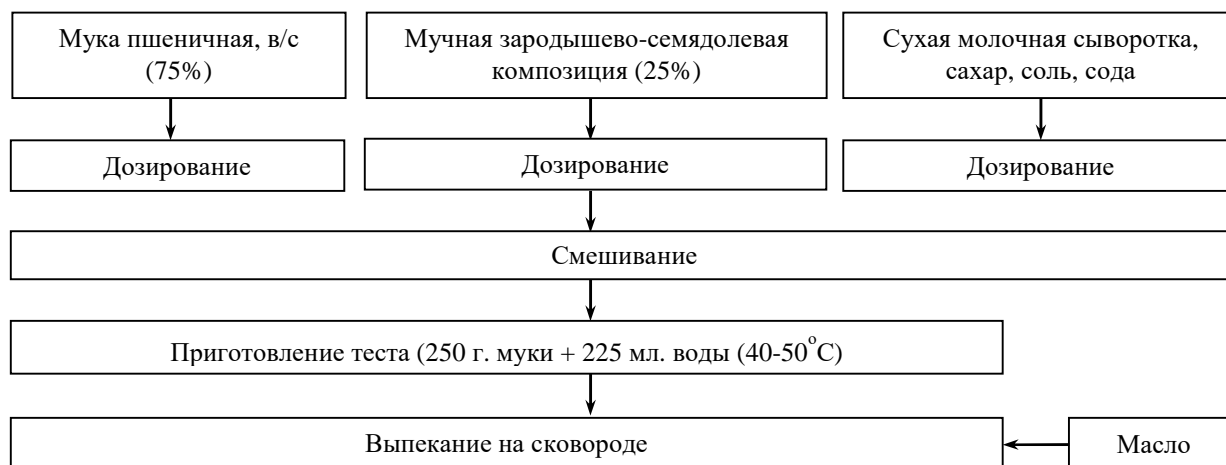 Мука пшеничная, в/с
(75%)
Мучная зародышево-семядолевая
композиция (25%)
Сухая молочная сыворотка,
сахар, соль, сода
Дозирование
Дозирование
Дозирование
Смешивание
Приготовление теста (250 г. муки + 225 мл. воды (40-50°С)
Выпекание на сковороде
Масло